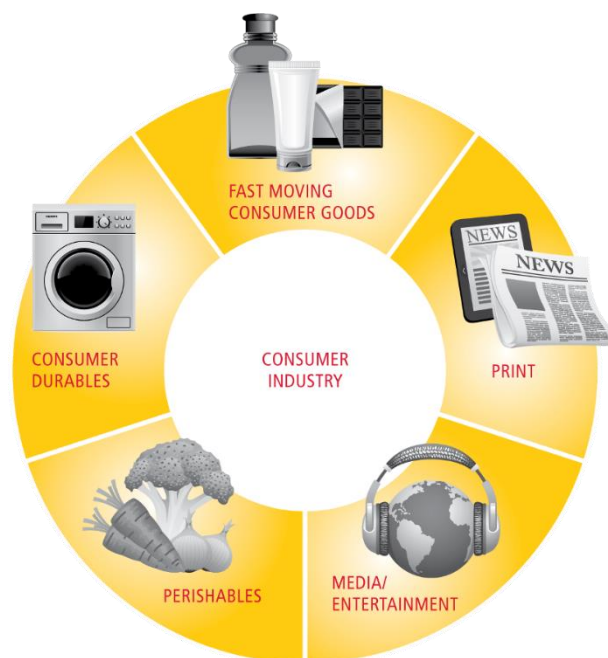 FAST MOVING
CONSUMER GOODS
NEWS
NEWS
PRINT
CONSUMER
DURABLES
CONSUMER
INDUSTRY
PERISHABLES
MEDIA/
ENTERTAINMENT